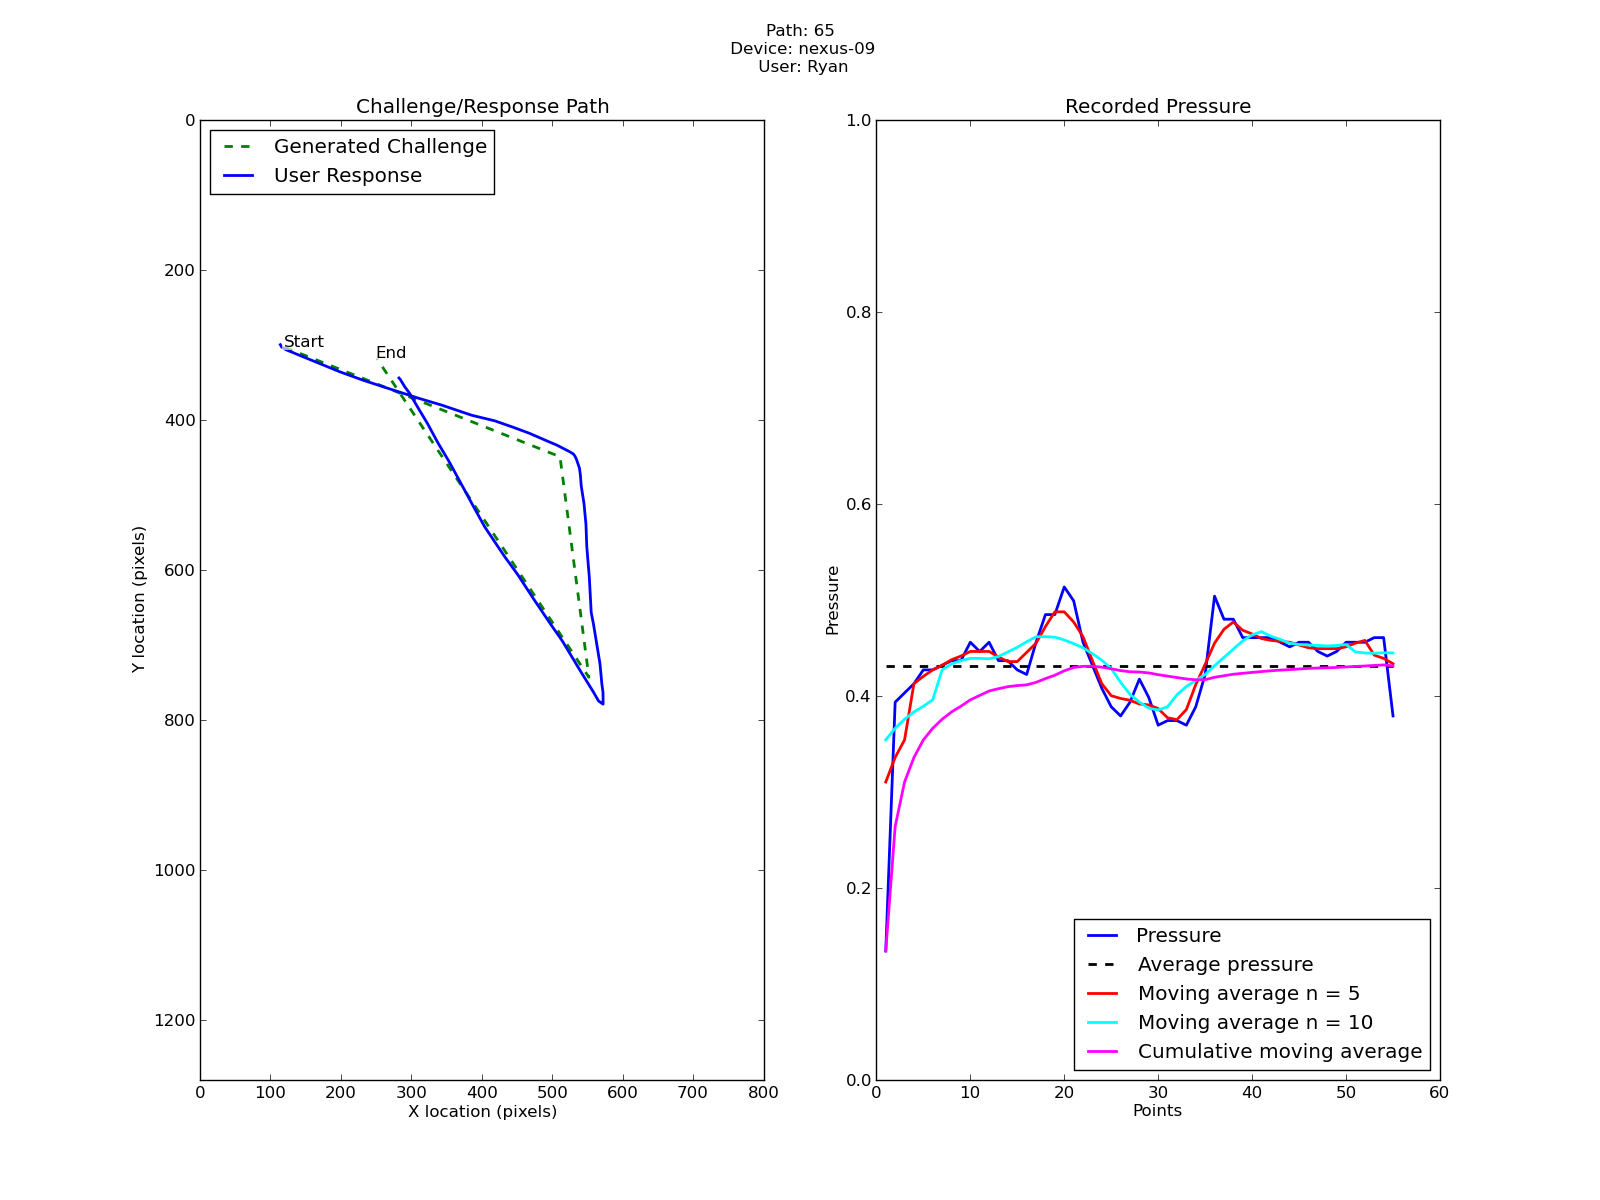 Path: 65
Device: nexus-09
User: Ryan
Challenge/Response Path
0
200
400
600
800
1000
1200
Y location (pixels)
Generated Challenge
User Response
Start
End
0 100 200 300 400 500 600 700 800
X location (pixels)
Recorded Pressure
1.0
0.8
0.6
0.4
0.2
0.0
Pressure
Pressure
Average pressure
Moving average n = 5
Moving average n = 10
Cumulative moving average
0 10 20 30 40 50 60
Points